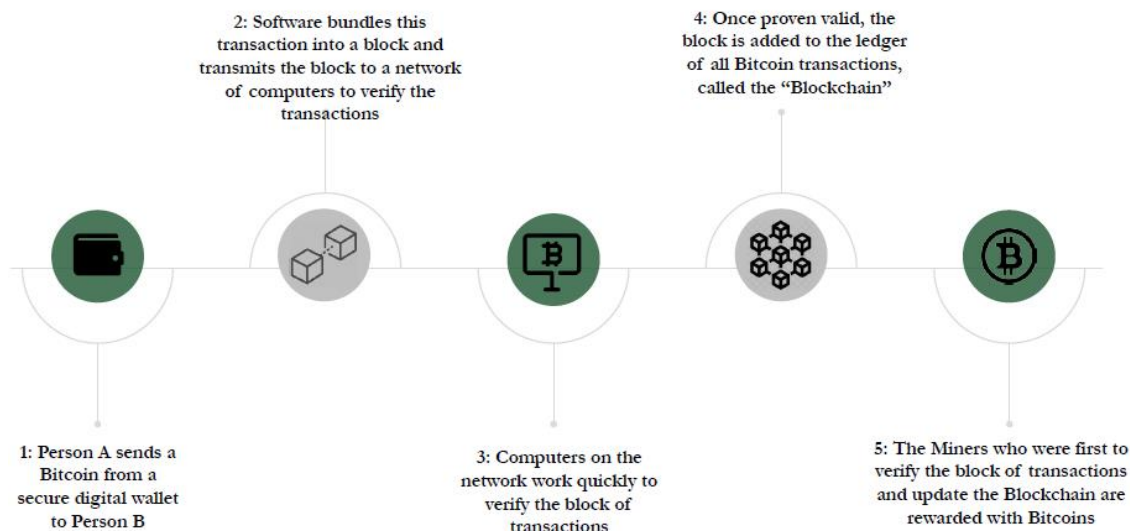 2: Software bundles this
transaction into a block and
transmits the block to a network
of computers to verify the
transactions
4: Once proven valid, the
block is added to the ledger
of all Bitcoin transactions,
called the “Blockchain”
1: Person A sends a
Bitcoin from a
secure digital wallet
to Person B
3: Computers on the
network work quickly to
verify the block of
transactions
5: The Miners who were first to
verify the block of transactions
and update the Blockchain are
rewarded with Bitcoins